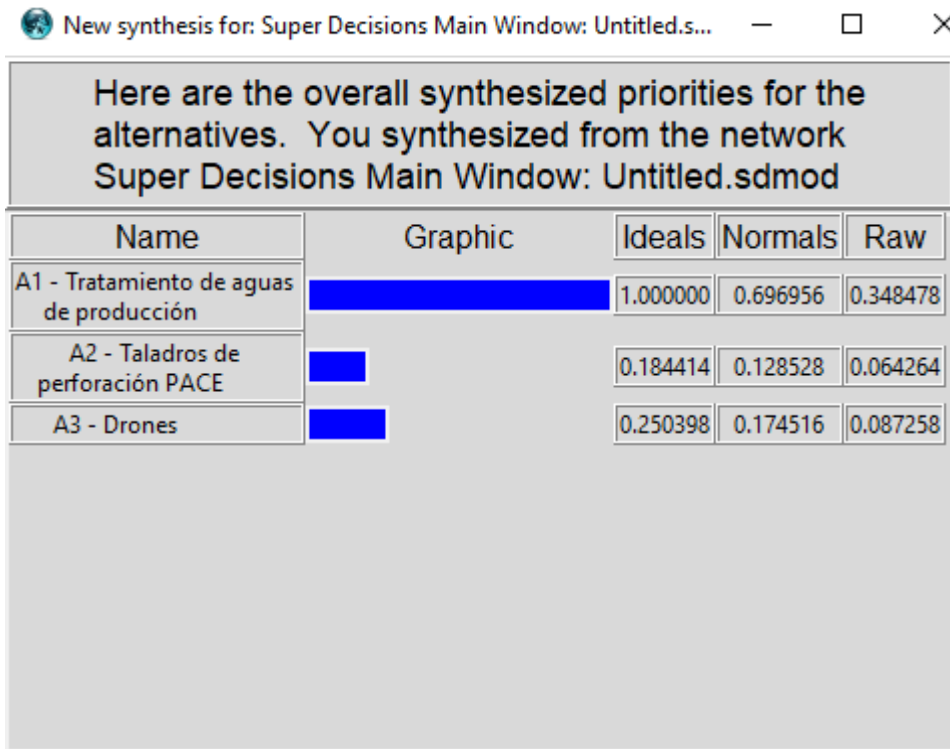 New synthesis for: Super Decisions Main Window: Untitled.s...
Here are the overall synthesized priorities for the
alternatives. You synthesized from the network
Super Decisions Main Window: Untitled.sdmod
Name Graphic Ideals Normals Raw
A1 - Tratamiento de aguas
de producción
1.000000 0.696956 0.348478
A2 - Taladros de
perforación PACE
0.184414 0.128528 0.064264
A3 - Drones 0.250398 0.174516 0.087258